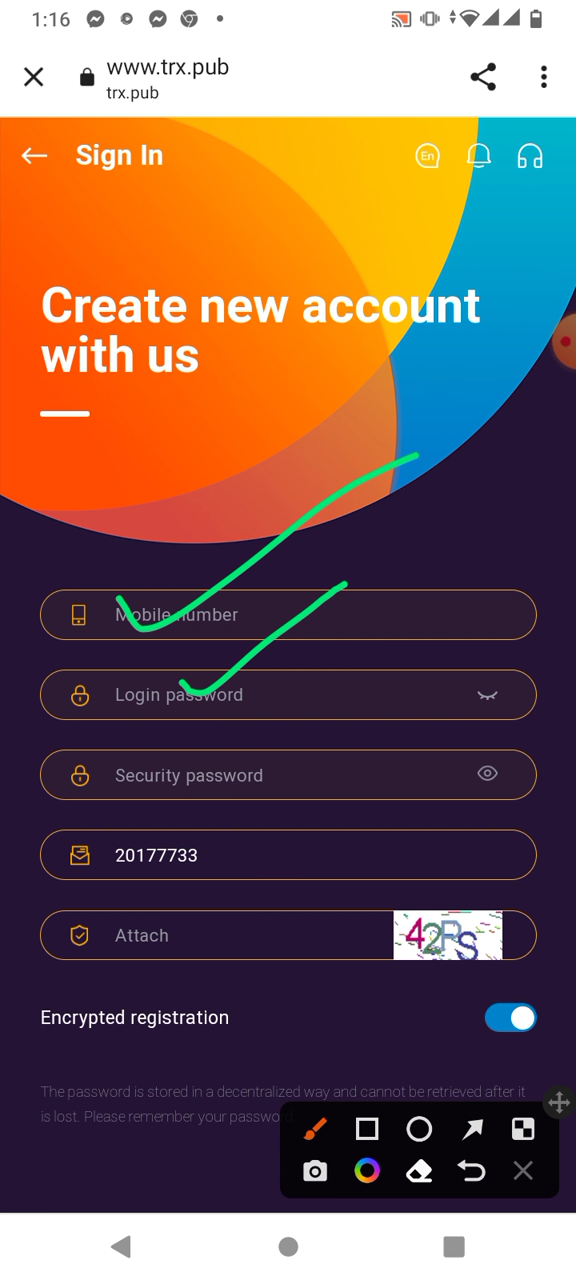 1:16
www.trx.pub
trx.pub
Sign In
En
Create new account
with us
Mobile number
Login password
Security password
20177733
Attach
42PS
Encrypted registration
The password is stored in a decentralized way and cannot be retrieved after it
is lost. Please remember your password